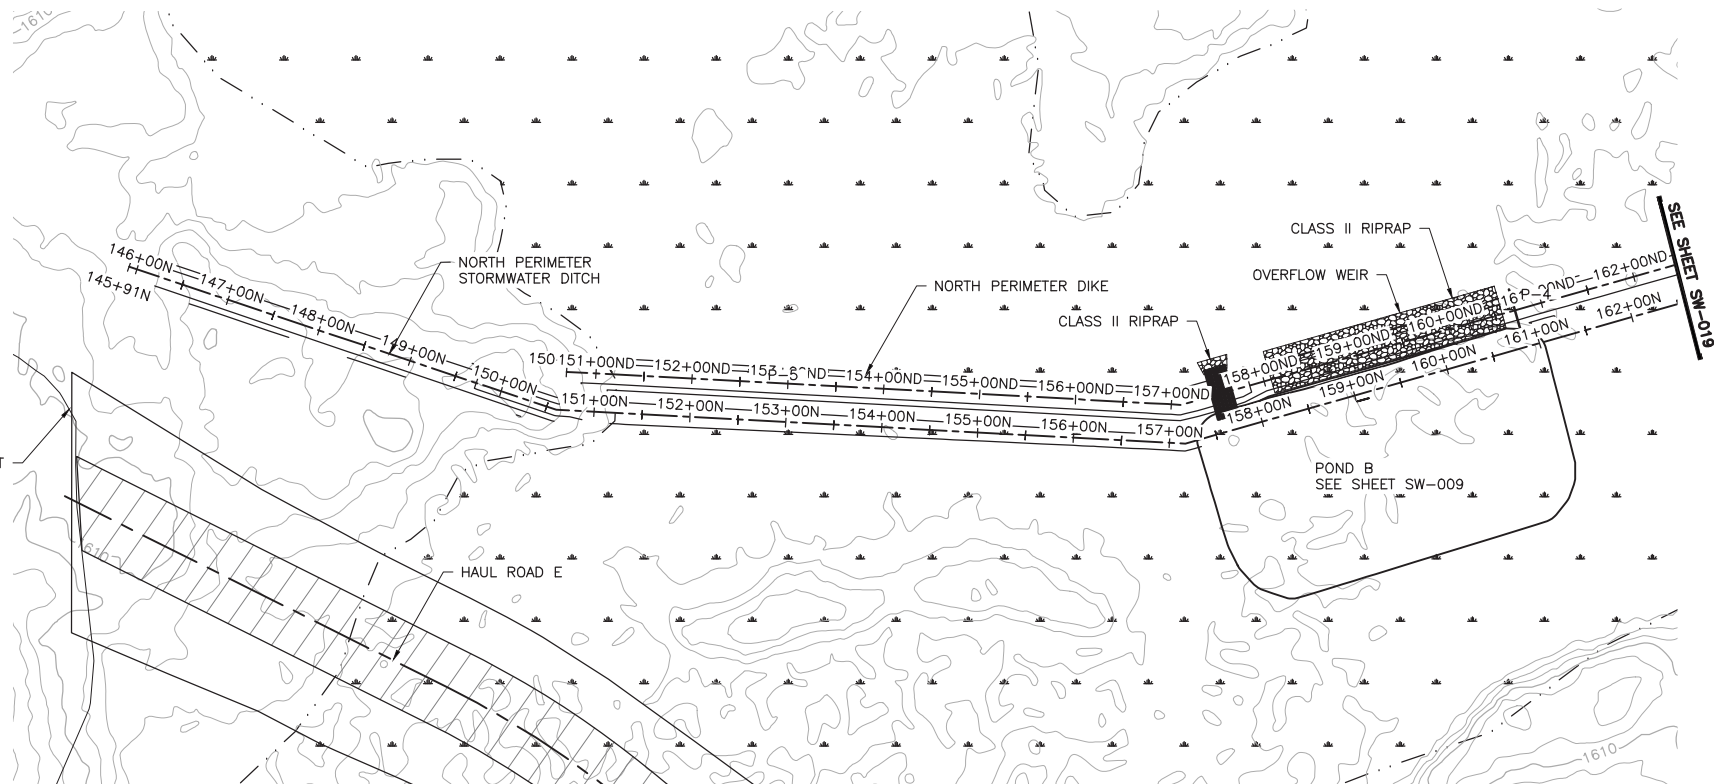 1610
CLASS II RIPRAP
OVERFLOW WEIR
SEE SHEET SW-019
146+00N
145+91N
147+00N
148+00N
149+00N
150+00N
NORTH PERIMETER
STORMWATER DITCH
NORTH PERIMETER DIKE
CLASS II RIPRAP
150
151+00ND
152+00ND
154+00ND
155+00ND
156+00ND
157+00ND
158+00ND
159+00ND
160+00ND
162+00ND
151+00N
152+00N
153+00N
154+00N
155+00N
156+00N
157+00N
158+00N
159+00N
160+00N
161+00N
162+00N
POND B
SEE SHEET SW-009
T
1610
HAUL ROAD E
1610